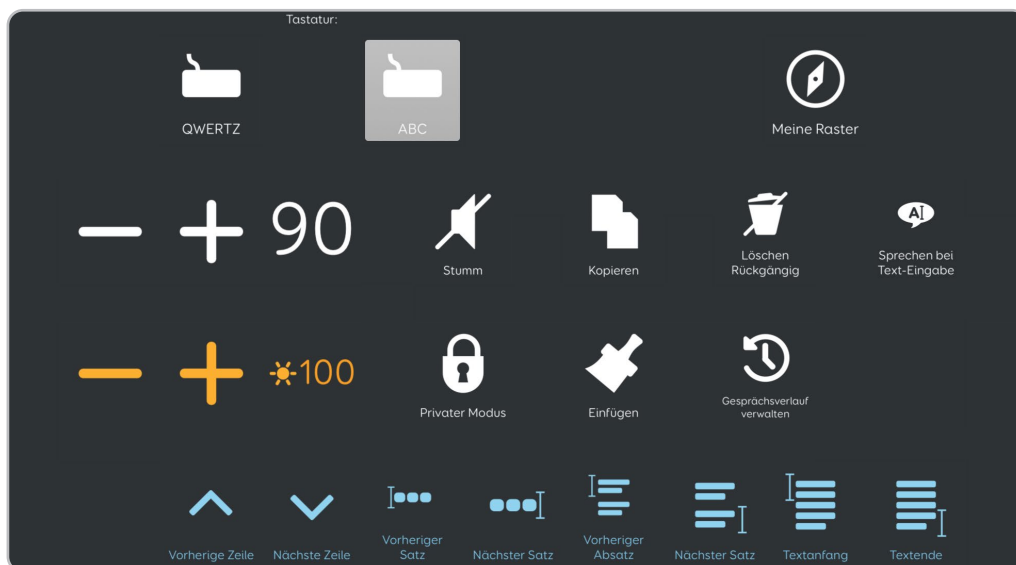 Tastatur:
QWERTZ
ABC
Meine Raster
90
Stumm
Kopieren
Löschen
Rückgängig
AI
Sprechen bei
Text-Eingabe
100
Privater Modus
Einfügen
Gesprächsverlauf
verwalten
Vorherige Zeile
Nächste Zeile
Vorheriger
Satz
Nächster Satz
Vorheriger
Absatz
Nächster Satz
Textanfang
Textende